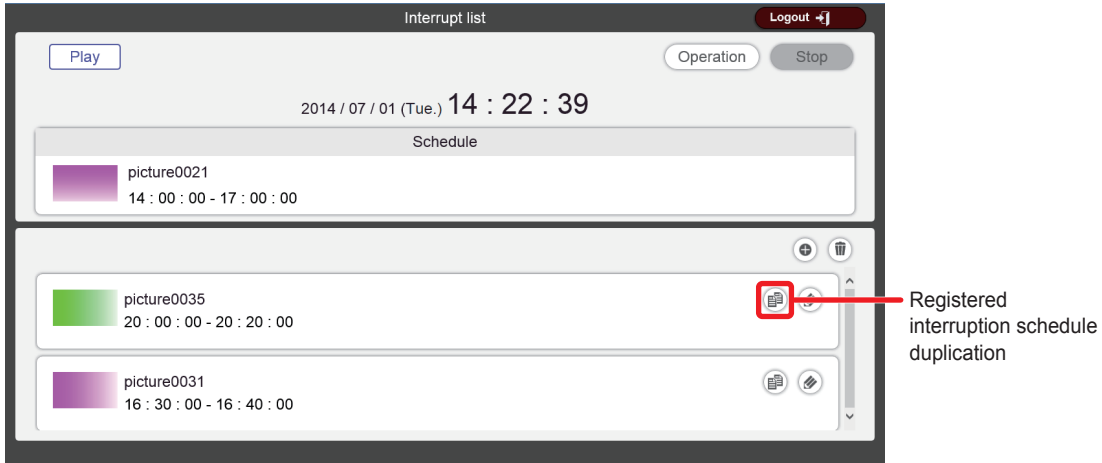 Interrupt list
Logout
Play
Operation
Stop
2014 / 07 / 01 (Tue.) 14 : 22 : 39
Schedule
picture0021
14 : 00 : 00 - 17 : 00 : 00
picture0035
20 : 00 : 00 - 20 : 20 : 00
Registered
interruption schedule
duplication
picture0031
16 : 30 : 00 - 16 : 40 : 00